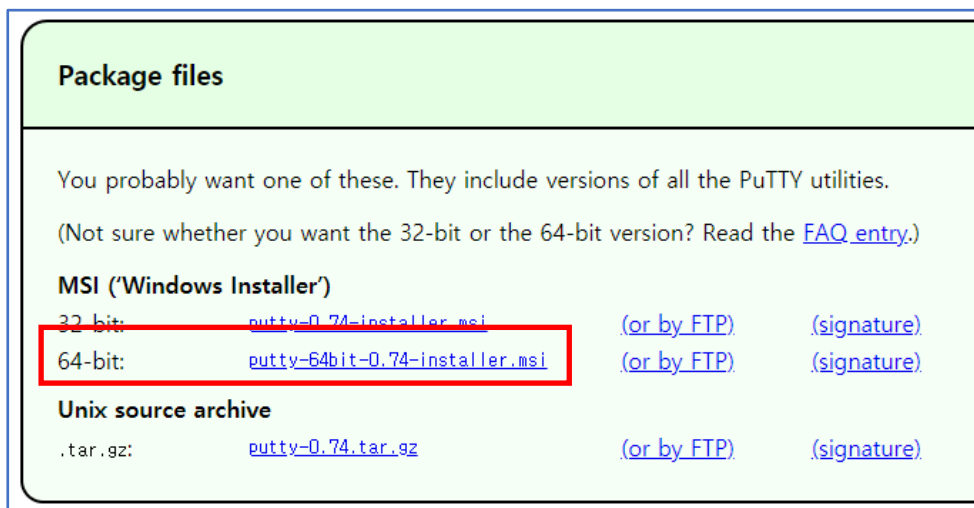 Package files
You probably want one of these. They include versions of all the PuTTY utilities.
(Not sure whether you want the 32-bit or the 64-bit version? Read the FAQ entry.)
MSI (‘Windows Installer’)
32-bit: putty-0.74-installer.msi (or by FTP) (signature)
64-bit: putty-64bit-0.74-installer.msi (or by FTP) (signature)
Unix source archive
.tar.gz: putty-0.74.tar.gz (or by FTP) (signature)